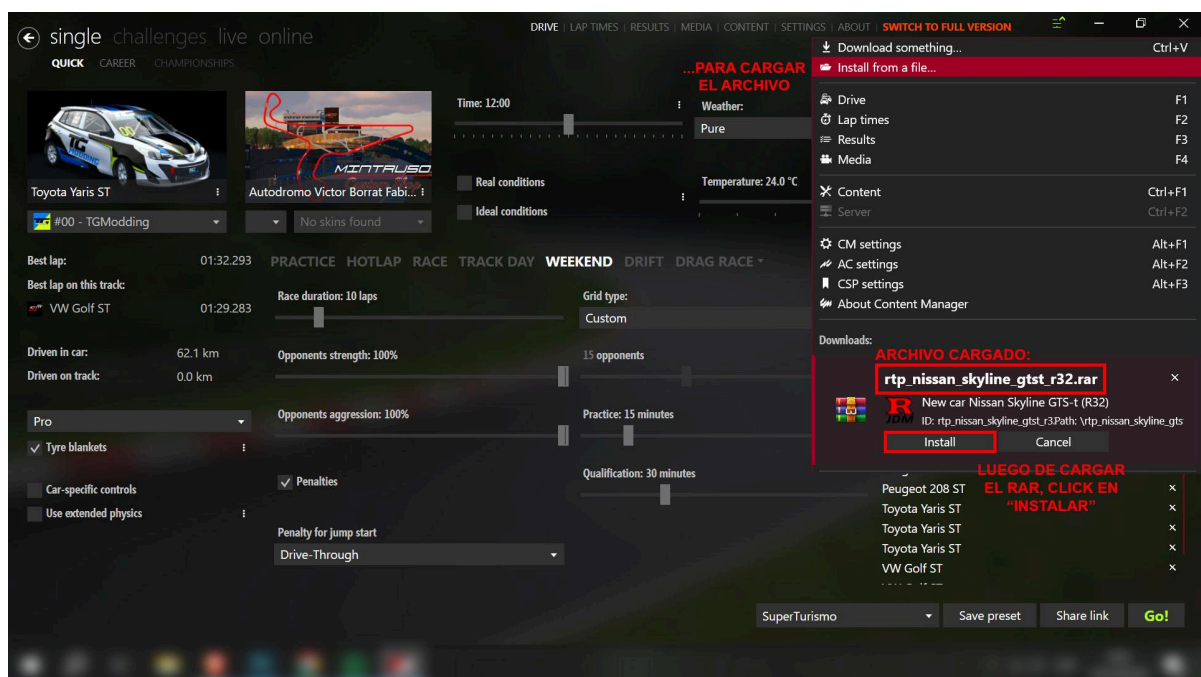 single challenges live online
DRIVE | LAP TIMES | RESULTS | MEDIA | CONTENT | SETTINGS | ABOUT | SWITCH TO FULL VERSION
QUICK CAREER CHAMPIONSHIPS
Download something... Ctrl+V
Install from a file...
...PARA CARGAR
EL ARCHIVO
Time: 12:00
Weather:
Pure
Drive F1
Lap times F2
Results F3
Media F4
MINTRUSO
Toyota Yaris ST
Autodromo Victor Borrat Fabi...
Real conditions
Temperature: 24.0 °C
Content Ctrl+F1
Server Ctrl+F2
#00 - TGModding
No skins found
Ideal conditions
CM settings Alt+F1
AC settings Alt+F2
CSP settings Alt+F3
About Content Manager
Best lap: 01:32.293
PRACTICE HOTLAP RACE TRACK DAY WEEKEND DRIFT DRAG RACE
Best lap on this track:
VW Golf ST 01:29.283
Race duration: 10 laps
Grid type:
Custom
Downloads:
ARCHIVO CARGADO:
Driven in car: 62.1 km
Driven on track: 0.0 km
Opponents strength: 100%
15 opponents
rtp_nissan_skyline_gtst_r32.rar
R
JDM
New car Nissan Skyline GTS-t (R32)
ID: rtp_nissan_skyline_gtst_r3Path: \rtp_nissan_skyline_gts
Install Cancel
Pro
Opponents aggression: 100%
Practice: 15 minutes
Tyre blankets
LUEGO DE CARGAR
EL RAR, CLICK EN
"INSTALAR"
Car-specific controls
Penalties
Qualification: 30 minutes
Use extended physics
Peugeot 208 ST
Toyota Yaris ST
Toyota Yaris ST
Toyota Yaris ST
VW Golf ST
Penalty for jump start
Drive-Through
SuperTurismo
Save preset
Share link
Go!